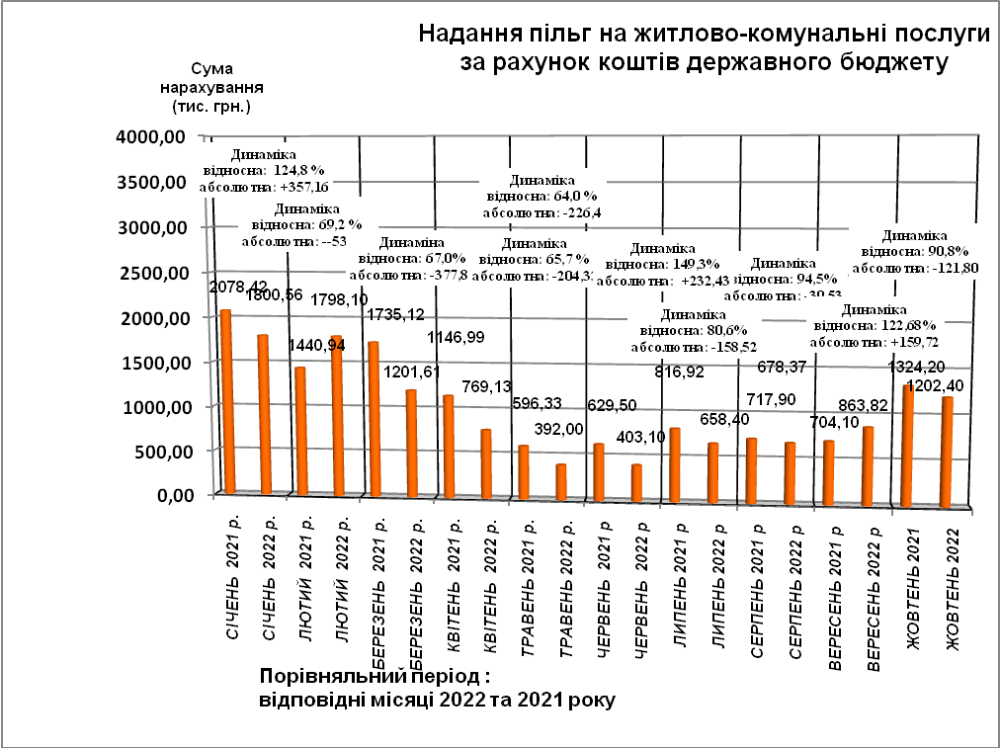 Надання пільг на житлово-комунальні послуги
за рахунок коштів державного бюджету
Сума
нарахування
(тис. грн.)
4000,00
3500,00
3000,00
2500,00
2000,00
1500,00
1000,00
500,00
0,00
Динаміка
відносна: 124,8 %
абсолютна: +357,16
Динаміка
відносна: 69,2 %
абсолютна: --53
Динаміна
відносна: 67,0%
абсолютна: -377,8
Динаміка
відносна: 64,0 %
абсолютна: -226,4
Динаміка
відносна: 65,7 %
абсолютна: -204,3
Динаміка
відносна: 149,3%
абсолютна: +232,43
Динаміка
відносна: 80,6%
абсолютна: -158,52
Динаміка
відносна: 94,5%
абсолютна: -39,53
Динаміка
відносна: 122,68%
абсолютна: +159,72
Динаміка
відносна: 90,8%
абсолютна: -121,80
2078,42
1800,56
1440,94
1798,10
1735,12
1201,61
1146,99
769,13
596,33
392,00
629,50
403,10
816,92
658,40
717,90
678,37
704,10
863,82
1324,20
1202,40
СІЧЕНЬ 2021 р.
СІЧЕНЬ 2022 р.
ЛЮТИЙ 2021 р.
ЛЮТИЙ 2022 р.
БЕРЕЗЕНЬ 2021 р.
БЕРЕЗЕНЬ 2022 р.
КВІТЕНЬ 2021 р.
КВІТЕНЬ 2022 р.
ТРАВЕНЬ 2021 р.
ТРАВЕНЬ 2022 р.
ЧЕРВЕНЬ 2021 р
ЧЕРВЕНЬ 2022 р
ЛИПЕНЬ 2021 р
ЛИПЕНЬ 2022 р
СЕРПЕНЬ 2021 р
СЕРПЕНЬ 2022 р
ВЕРЕСЕНЬ 2021 р
ВЕРЕСЕНЬ 2022 р
ЖОВТЕНЬ 2021
ЖОВТЕНЬ 2022
Порівняльний період :
відповідні місяці 2022 та 2021 року